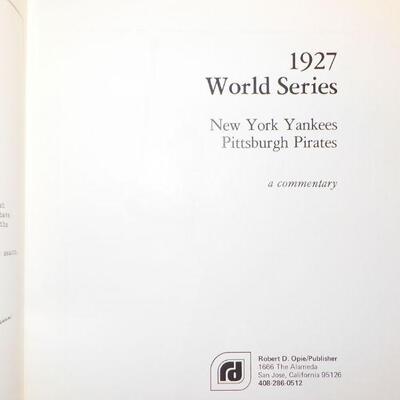 1927
World Series
New York Yankees
Pittsburgh Pirates
a commentary
rd
Robert D. Opie/Publisher
1666 The Alameda
San Jose, California 95126
408-286-0512